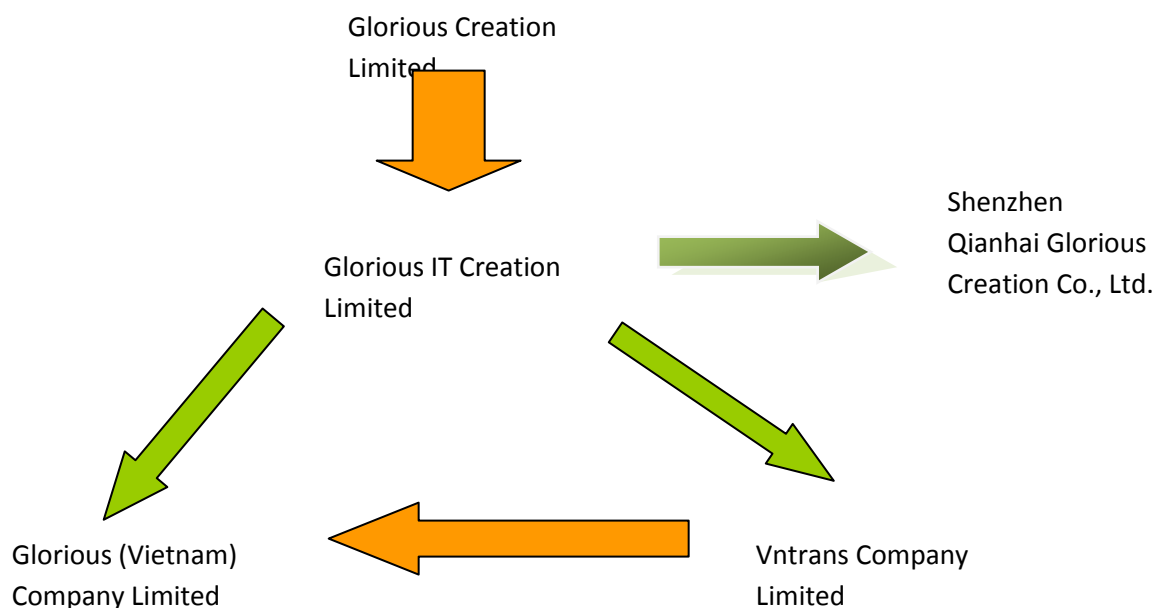 Glorious Creation
Limited
Glorious IT Creation
Limited
Shenzhen
Qianhai Glorious
Creation Co., Ltd.
Glorious (Vietnam)
Company Limited
Vntrans Company
Limited